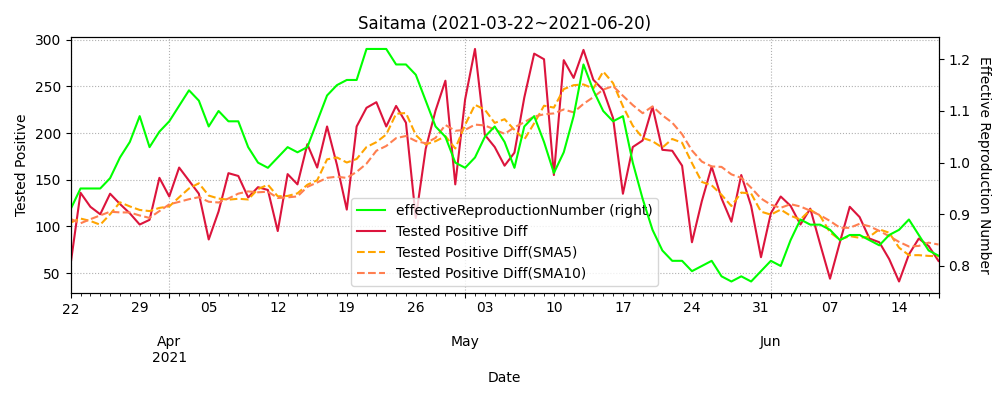 Saitama (2021-03-22~2021-06-20)
Tested Positive
300
250
200
150
100
50
1.2
1.1
1.0
0.9
0.8
Effective Reproduction Number
effectiveReproductionNumber (right)
Tested Positive Diff
Tested Positive Diff(SMA5)
Tested Positive Diff(SMA10)
22 29 05 12 19 26 03 10 17 24 31 07 14
Apr May Jun
2021
Date